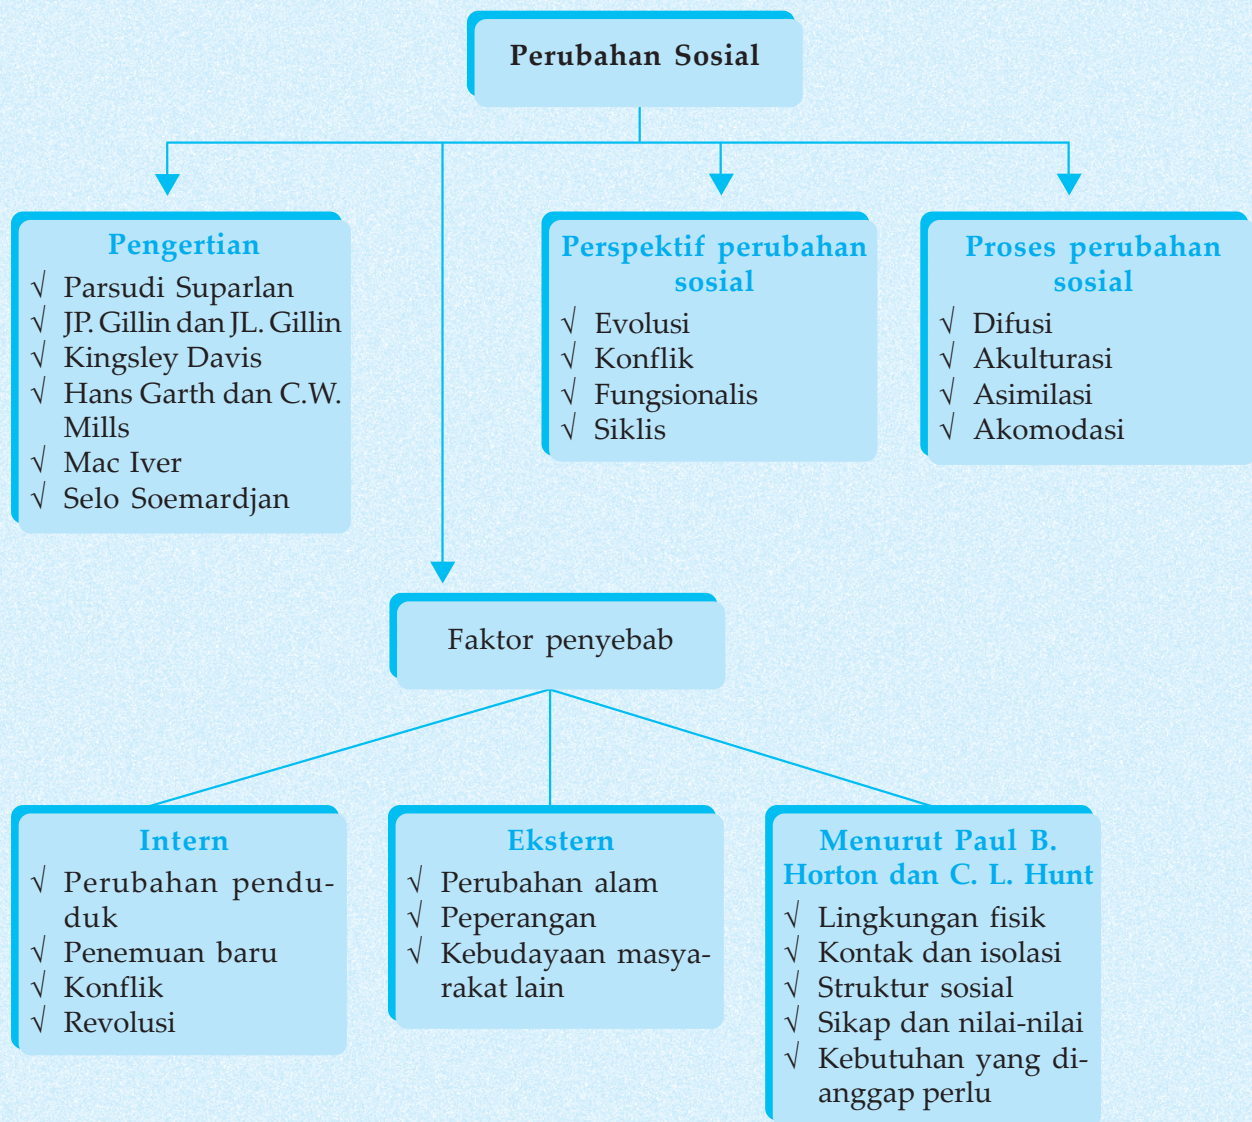 Perubahan Sosial
Pengertian
√ Parsudi Suparlan
√ JP. Gillin dan JL. Gillin
√ Kingsley Davis
√ Hans Garth dan C.W.
Mills
√ Mac Iver
√ Selo Soemardjan
Perspektif perubahan
sosial
√ Evolusi
√ Konflik
√ Fungsionalis
√ Siklis
Proses perubahan
sosial
√ Difusi
√ Akulturasi
√ Asimilasi
√ Akomodasi
Faktor penyebab
Intern
√ Perubahan pendu-
duk
√ Penemuan baru
√ Konflik
√ Revolusi
Ekstern
√ Perubahan alam
√ Peperangan
√ Kebudayaan masya-
rakat lain
Menurut Paul B.
Horton dan C. L. Hunt
√ Lingkungan fisik
√ Kontak dan isolasi
√ Struktur sosial
√ Sikap dan nilai-nilai
√ Kebutuhan yang di-
anggap perlu